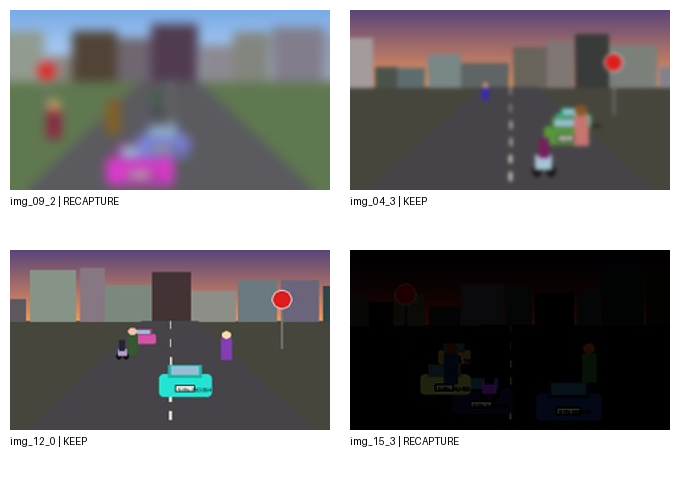 img_09_2 | RECAPTURE
img_04_3 | KEEP
img_12_0 | KEEP
img_15_3 | RECAPTURE